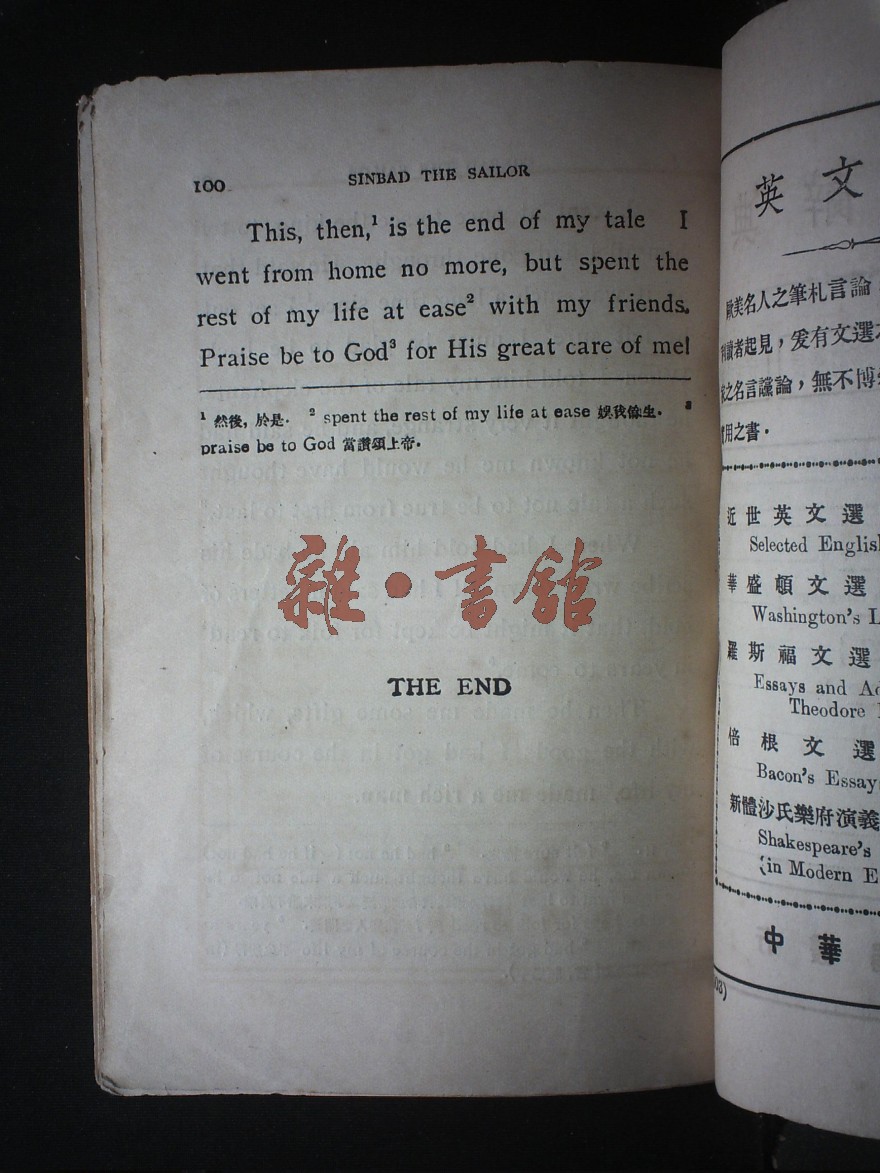 100 SINBAD THE SAILOR
This, then,¹ is the end of my tale I
went from home no more, but spent the
rest of my life at ease² with my friends.
Praise be to God³ for His great care of me!
¹ 然後，於是． ² spent the rest of my life at ease 娛我餘生． ³
praise be to God 當讚頌上帝．
雜·書館
THE END
英文
歐美名人之筆札言論，
讀者起見，爰有文選
之名言讜論，無不博
實用之書．
近世英文選
Selected English
華盛頓文選
Washington's L
羅斯福文選
Essays and Ad
Theodore
倍根文選
Bacon's Essay
新體沙氏樂府演義
Shakespeare's
(in Modern E
中華